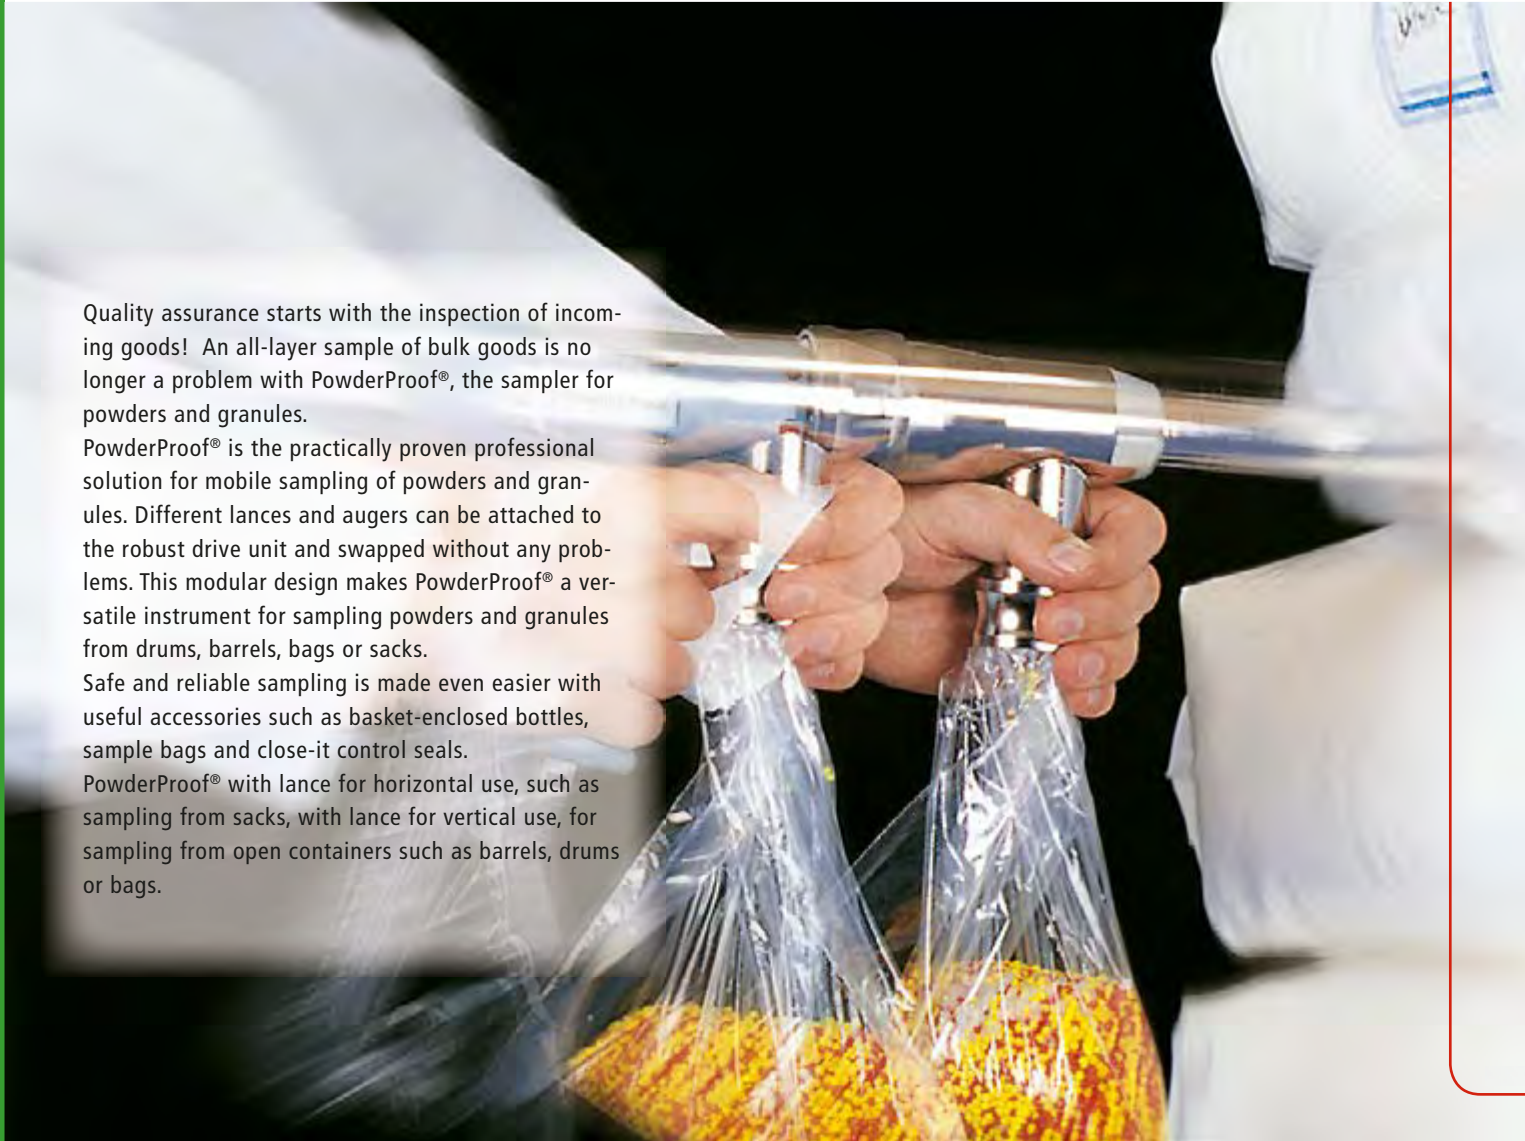 Quality assurance starts with the inspection of incom-
ing goods!  An all-layer sample of bulk goods is no
longer a problem with PowderProof®, the sampler for
powders and granules.
PowderProof® is the practically proven professional
solution for mobile sampling of powders and gran-
ules. Different lances and augers can be attached to
the robust drive unit and swapped without any prob-
lems. This modular design makes PowderProof® a ver-
satile instrument for sampling powders and granules
from drums, barrels, bags or sacks.
Safe and reliable sampling is made even easier with
useful accessories such as basket-enclosed bottles,
sample bags and close-it control seals.
PowderProof® with lance for horizontal use, such as
sampling from sacks, with lance for vertical use, for
sampling from open containers such as barrels, drums
or bags.